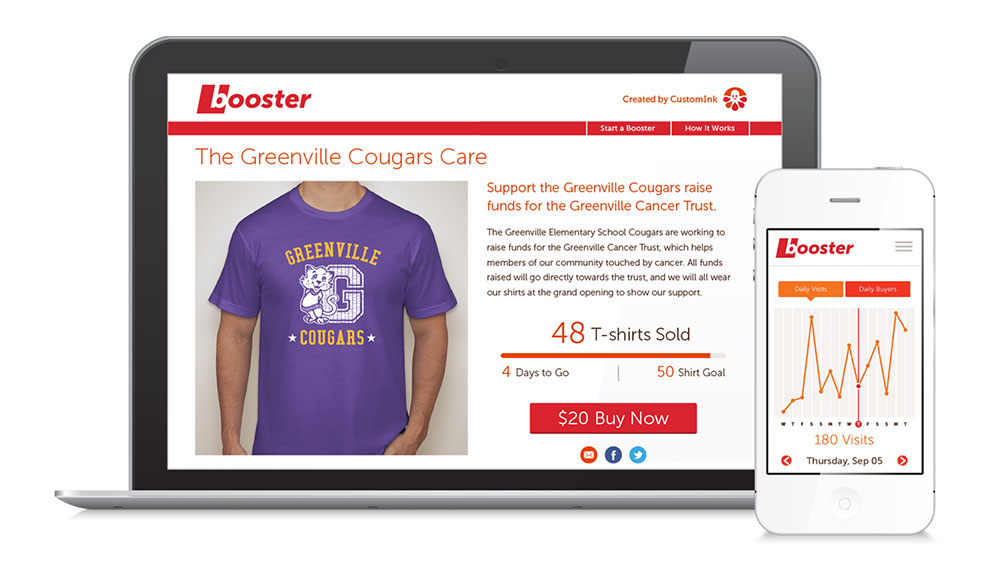 booster
Created by CustomInk
Start a Booster
How It Works
The Greenville Cougars Care
GREENVILLE
G
COUGARS
Support the Greenville Cougars raise
funds for the Greenville Cancer Trust.
The Greenville Elementary School Cougars are working to
raise funds for the Greenville Cancer Trust, which helps
members of our community touched by cancer. All funds
raised will go directly towards the trust, and we will all wear
our shirts at the grand opening to show our support.
48 T-shirts Sold
4 Days to Go | 50 Shirt Goal
$20 Buy Now
f
booster
Daily Visits
Daily Buyers
W T F S S M T W T F S S M T
180 Visits
Thursday, Sep 05